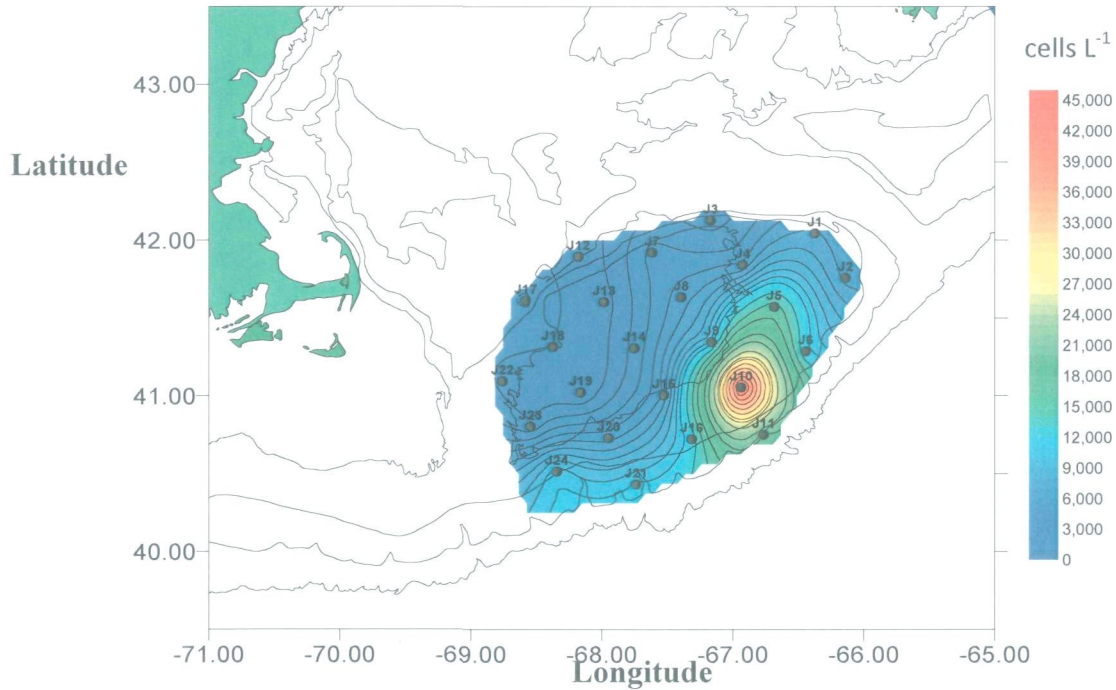 cells L-1
43.00
42.00
41.00
40.00
Latitude
J3
J1
J12
J7
J4
J2
J17
J13
J8
J5
J18
J14
J9
J6
J22
J19
J15
J10
J23
J20
J16
J11
J24
J21
-71.00
-70.00
-69.00
-68.00
-67.00
-66.00
-65.00
Longitude
45,000
42,000
39,000
36,000
33,000
30,000
27,000
24,000
21,000
18,000
15,000
12,000
9,000
6,000
3,000
0